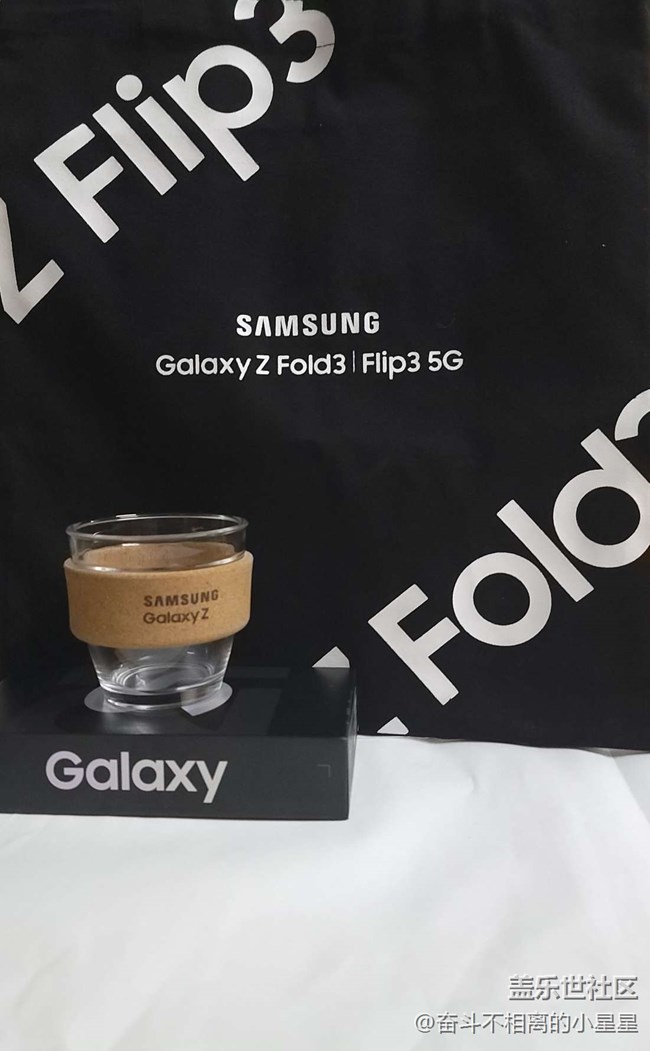 Z Flip3
SAMSUNG
Galaxy Z Fold3 | Flip3 5G
Fold3
SAMSUNG
Galaxy Z
Galaxy
盖乐世社区
@奋斗不相离的小星星